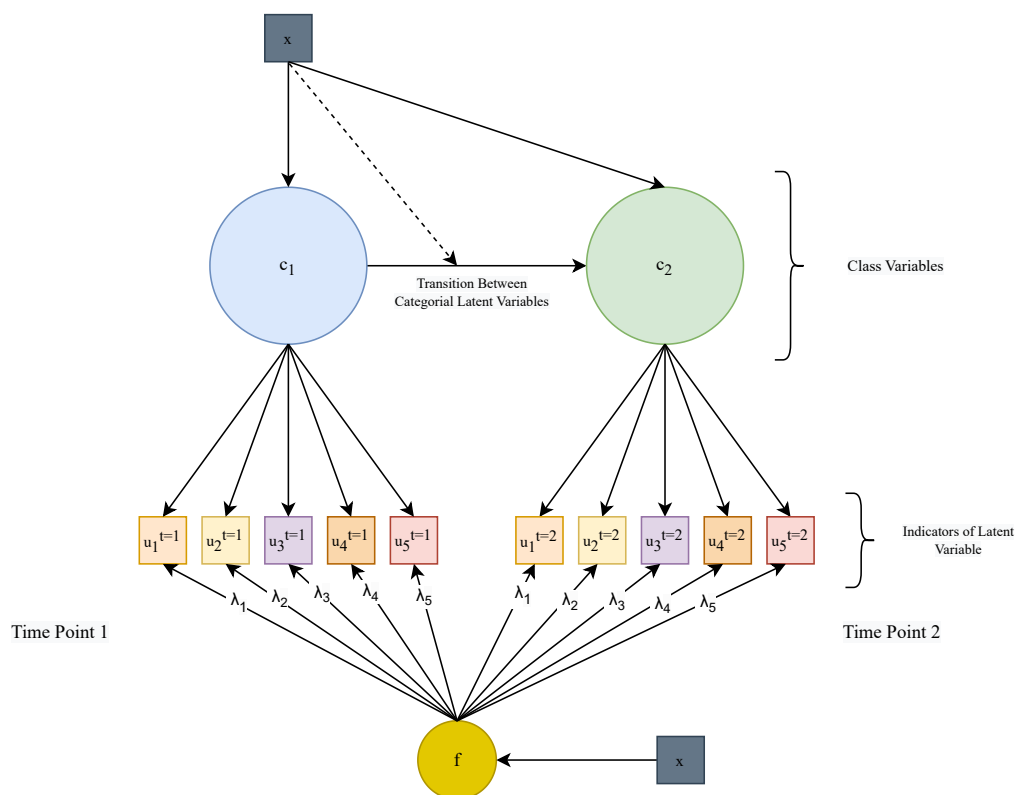 x
c1
c2
Transition Between
Categorial Latent Variables
Class Variables
u1t=1 u2t=1 u3t=1 u4t=1 u5t=1 u1t=2 u2t=2 u3t=2 u4t=2 u5t=2
Indicators of Latent
Variable
λ1 λ2 λ3 λ4 λ5 λ1 λ2 λ3 λ4 λ5
Time Point 1
Time Point 2
f
x